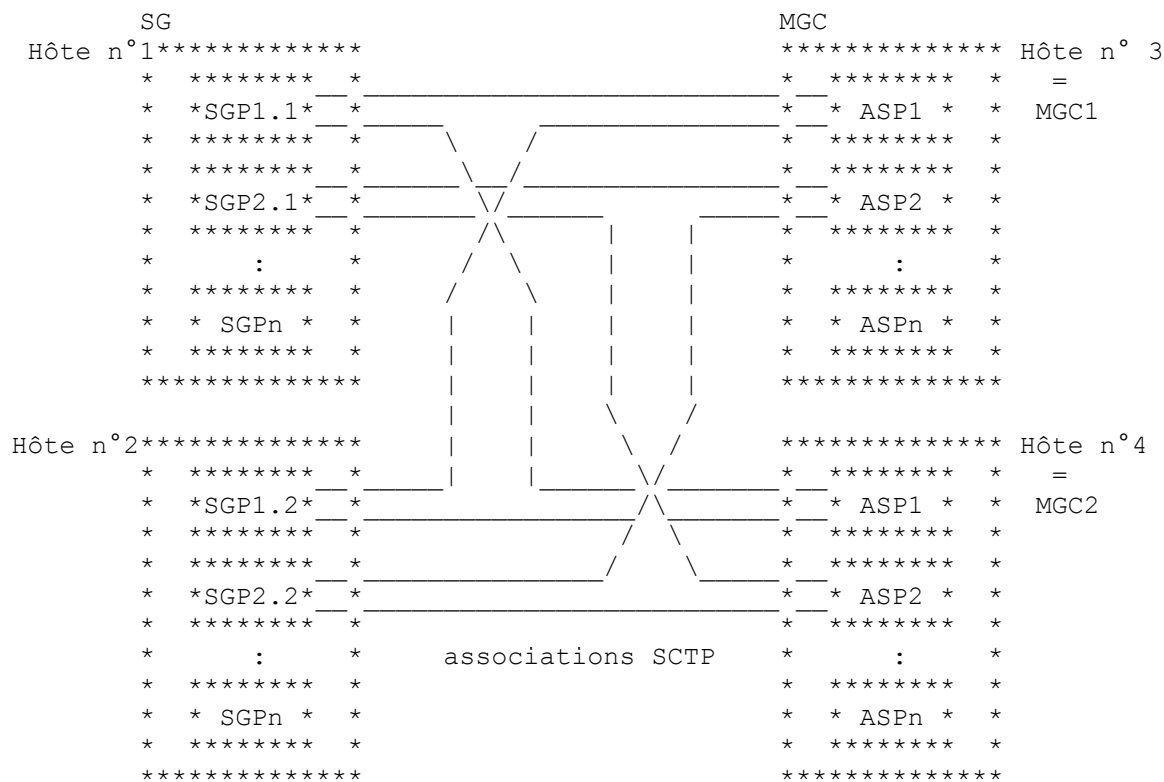 SG MGC
Hôte n°1 Hôte n° 3
=
SGP1.1 ASP1 MGC1
SGP2.1 ASP2
: :
SGPn ASPn
Hôte n°2 Hôte n°4
=
SGP1.2 ASP1 MGC2
SGP2.2 ASP2
: associations SCTP :
SGPn ASPn